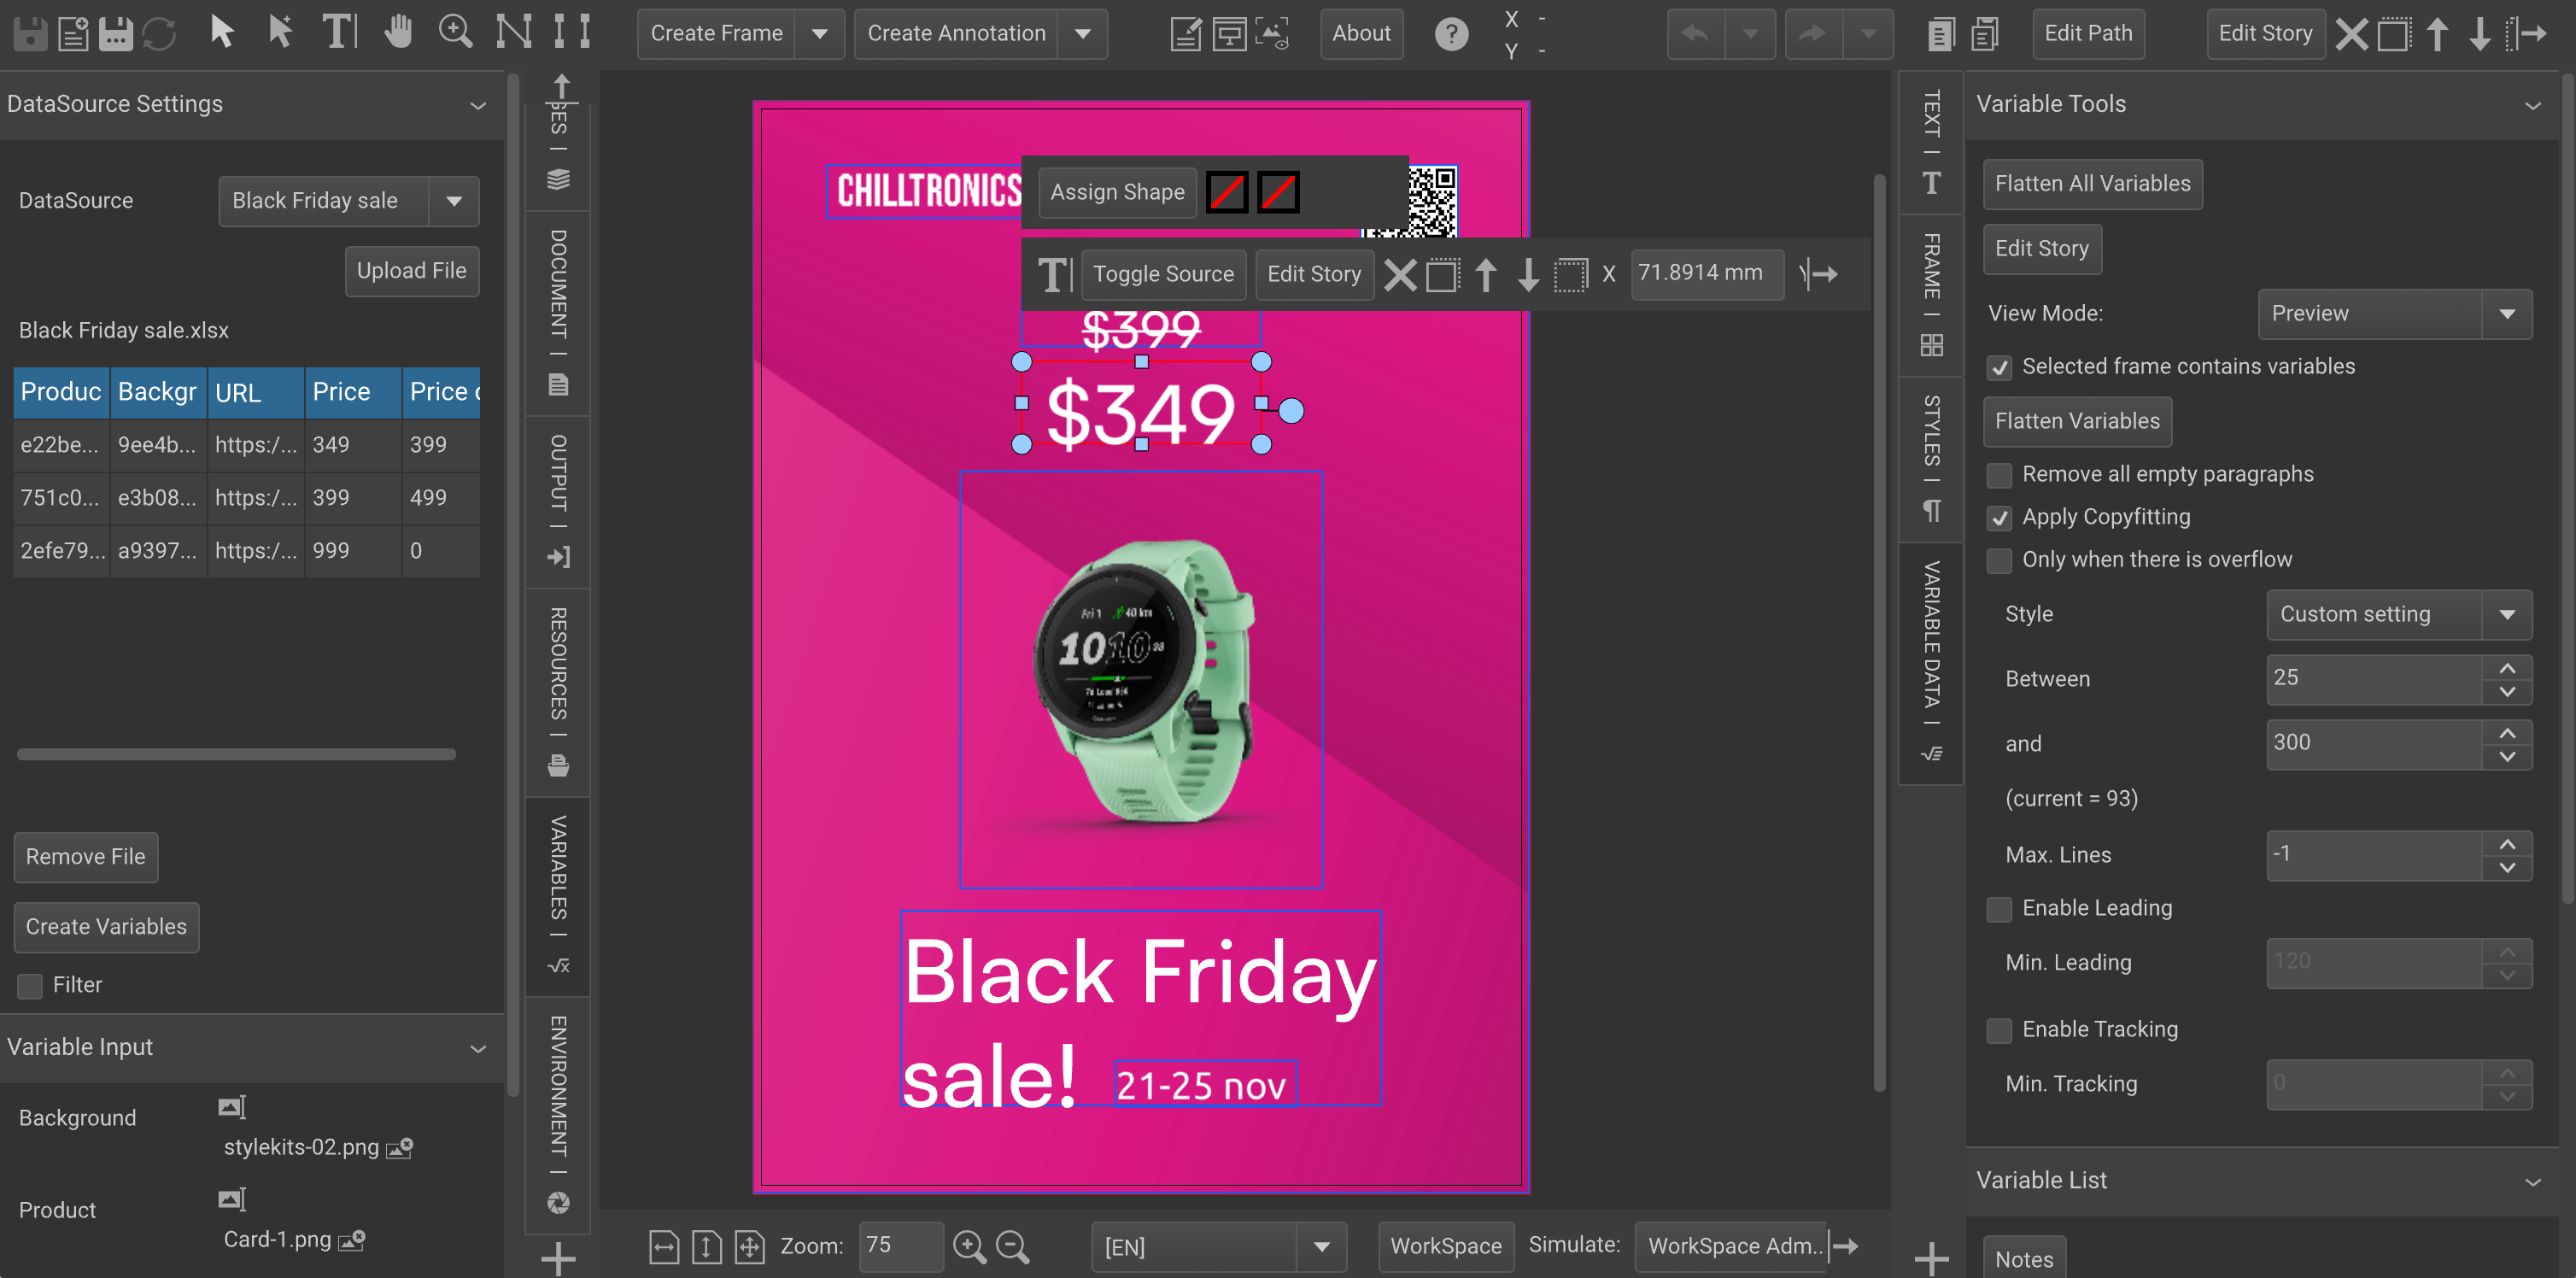 Create Frame
Create Annotation
About
X -
Y -
Edit Path
Edit Story
DataSource Settings
DataSource
Black Friday sale
Upload File
Black Friday sale.xlsx
Produc Backgr URL Price Price
e22be... 9ee4b... https:/... 349 399
751c0... e3b08... https:/... 399 499
2efe79... a9397... https:/... 999 0
Remove File
Create Variables
Filter
Variable Input
Background
stylekits-02.png
Product
Card-1.png
DOCUMENT
OUTPUT
RESOURCES
VARIABLES
ENVIRONMENT
CHILLTRONICS
Assign Shape
Toggle Source
Edit Story
X 71.8914 mm
$399
$349
Fri 1 40 km
10 10 38
Black Friday
sale!
21-25 nov
Zoom: 75
[EN]
WorkSpace
Simulate:
WorkSpace Adm..
TEXT
FRAME
STYLES
VARIABLE DATA
Variable Tools
Flatten All Variables
Edit Story
View Mode: Preview
Selected frame contains variables
Flatten Variables
Remove all empty paragraphs
Apply Copyfitting
Only when there is overflow
Style Custom setting
Between 25
and 300
(current = 93)
Max. Lines -1
Enable Leading
Min. Leading 120
Enable Tracking
Min. Tracking 0
Variable List
Notes